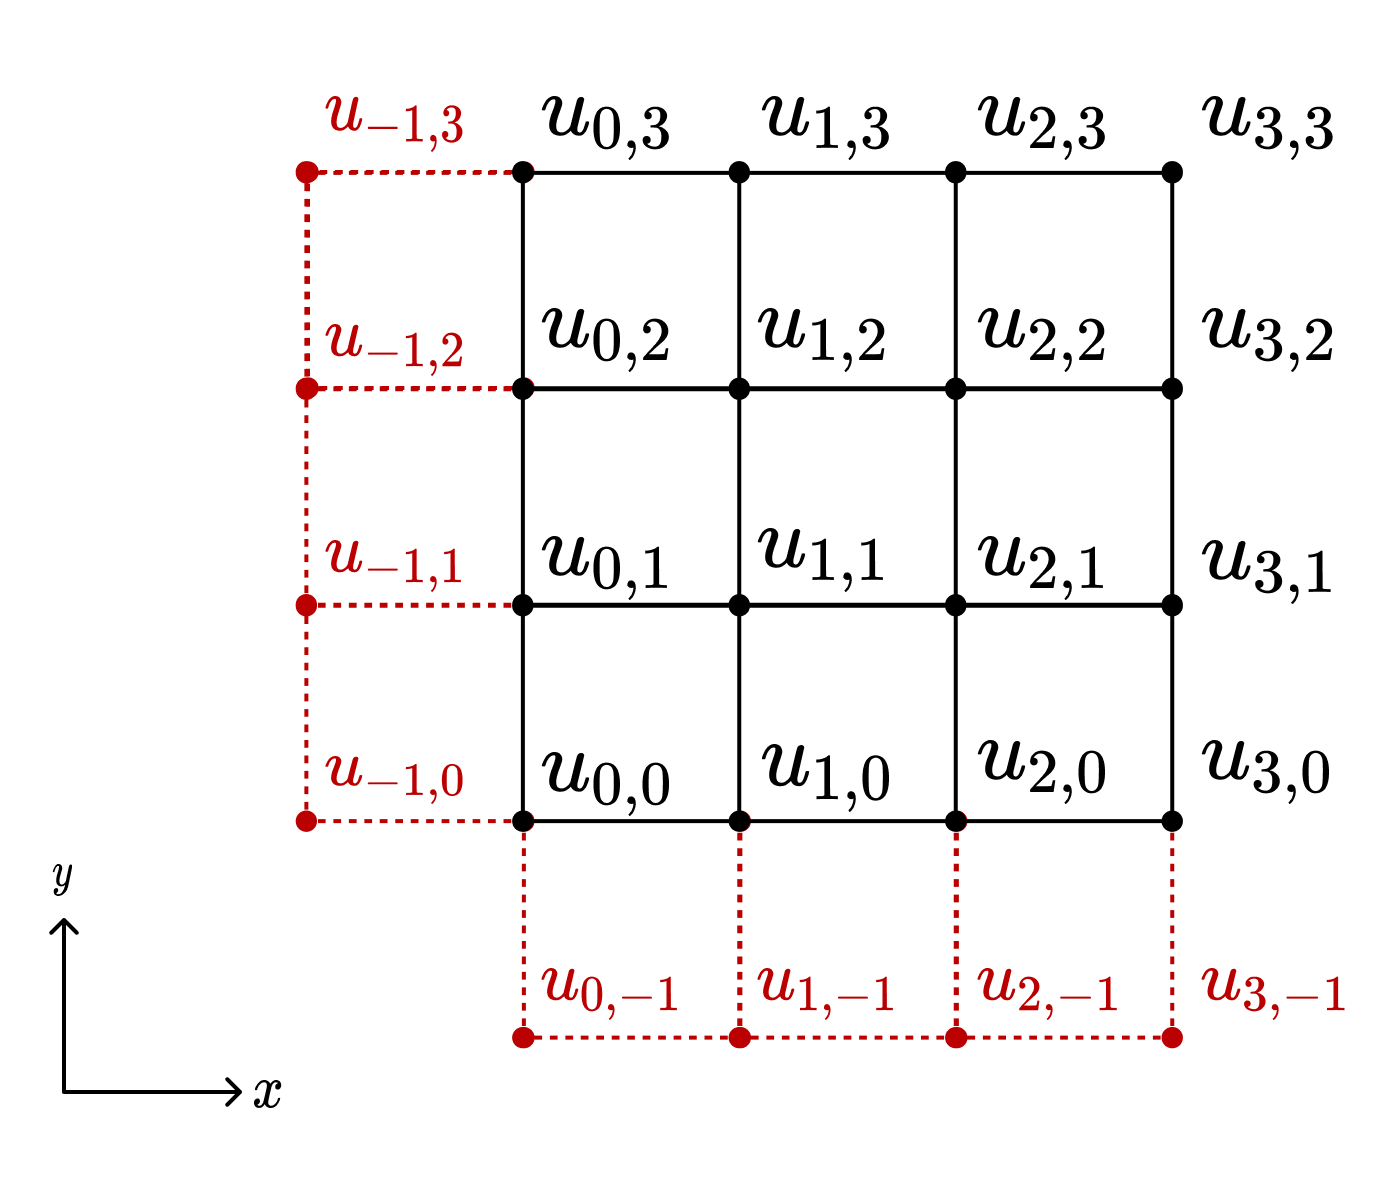 u_{-1,3} u_{0,3} u_{1,3} u_{2,3} u_{3,3}
u_{-1,2} u_{0,2} u_{1,2} u_{2,2} u_{3,2}
u_{-1,1} u_{0,1} u_{1,1} u_{2,1} u_{3,1}
u_{-1,0} u_{0,0} u_{1,0} u_{2,0} u_{3,0}
y
u_{0,-1} u_{1,-1} u_{2,-1} u_{3,-1}
x